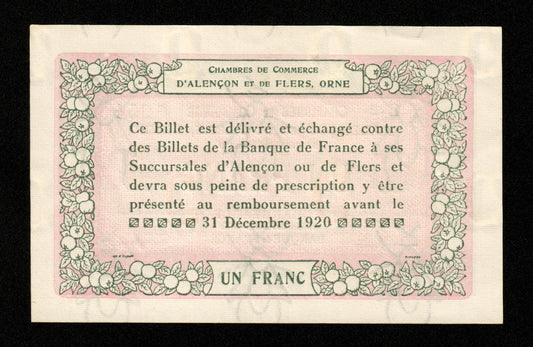 CHAMBRES DE COMMERCE
D'ALENÇON ET DE FLERS, ORNE
Ce Billet est délivré et échangé contre
des Billets de la Banque de France à ses
Succursales d'Alençon ou de Flers et
devra sous peine de prescription y être
présenté au remboursement avant le
31 Décembre 1920
UN FRANC